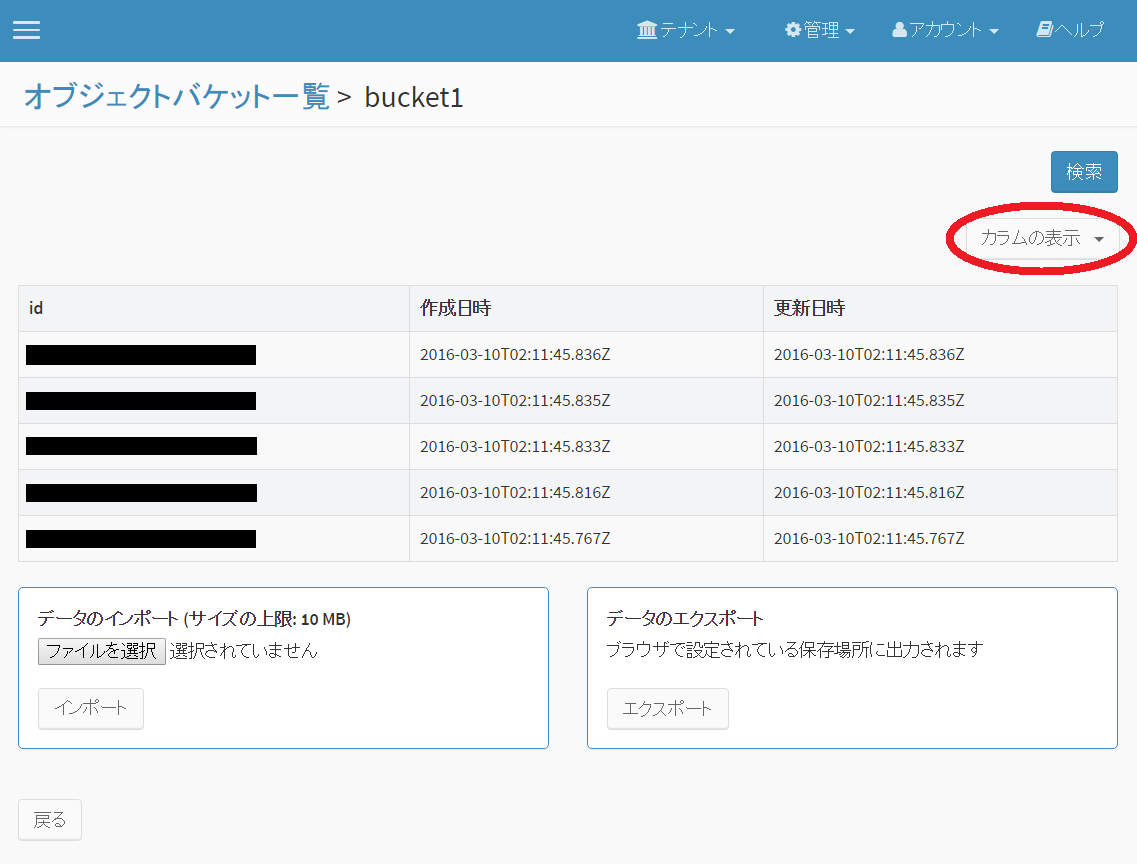 テナント 管理 アカウント ヘルプ
オブジェクトバケット一覧 > bucket1
検索
カラムの表示
id 作成日時 更新日時
2016-03-10T02:11:45.836Z 2016-03-10T02:11:45.836Z
2016-03-10T02:11:45.835Z 2016-03-10T02:11:45.835Z
2016-03-10T02:11:45.833Z 2016-03-10T02:11:45.833Z
2016-03-10T02:11:45.816Z 2016-03-10T02:11:45.816Z
2016-03-10T02:11:45.767Z 2016-03-10T02:11:45.767Z
データのインポート (サイズの上限: 10 MB)
ファイルを選択 選択されていません
インポート
データのエクスポート
ブラウザで設定されている保存場所に出力されます
エクスポート
戻る